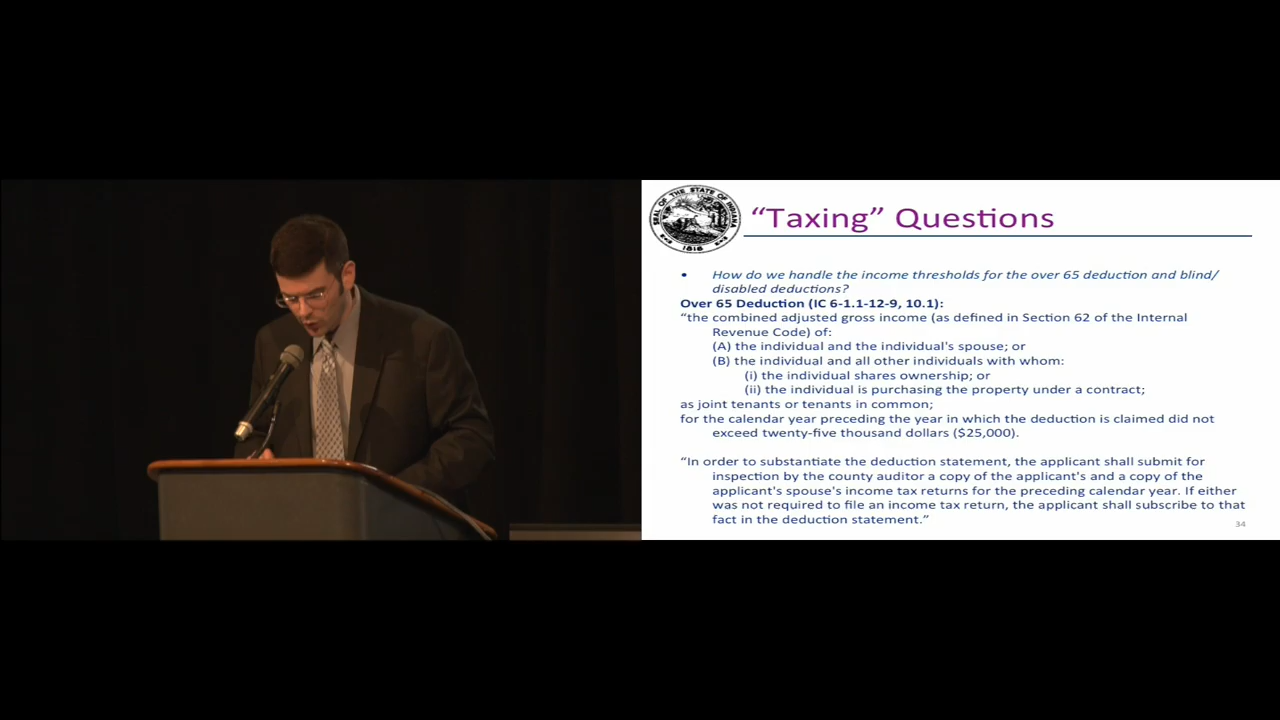 SEAL OF THE STATE OF INDIANA
1816
“Taxing” Questions
• How do we handle the income thresholds for the over 65 deduction and blind/
disabled deductions?
Over 65 Deduction (IC 6-1.1-12-9, 10.1):
“the combined adjusted gross income (as defined in Section 62 of the Internal
Revenue Code) of:
(A) the individual and the individual's spouse; or
(B) the individual and all other individuals with whom:
(i) the individual shares ownership; or
(ii) the individual is purchasing the property under a contract;
as joint tenants or tenants in common;
for the calendar year preceding the year in which the deduction is claimed did not
exceed twenty-five thousand dollars ($25,000).
“In order to substantiate the deduction statement, the applicant shall submit for
inspection by the county auditor a copy of the applicant's and a copy of the
applicant's spouse's income tax returns for the preceding calendar year. If either
was not required to file an income tax return, the applicant shall subscribe to that
fact in the deduction statement.”
34